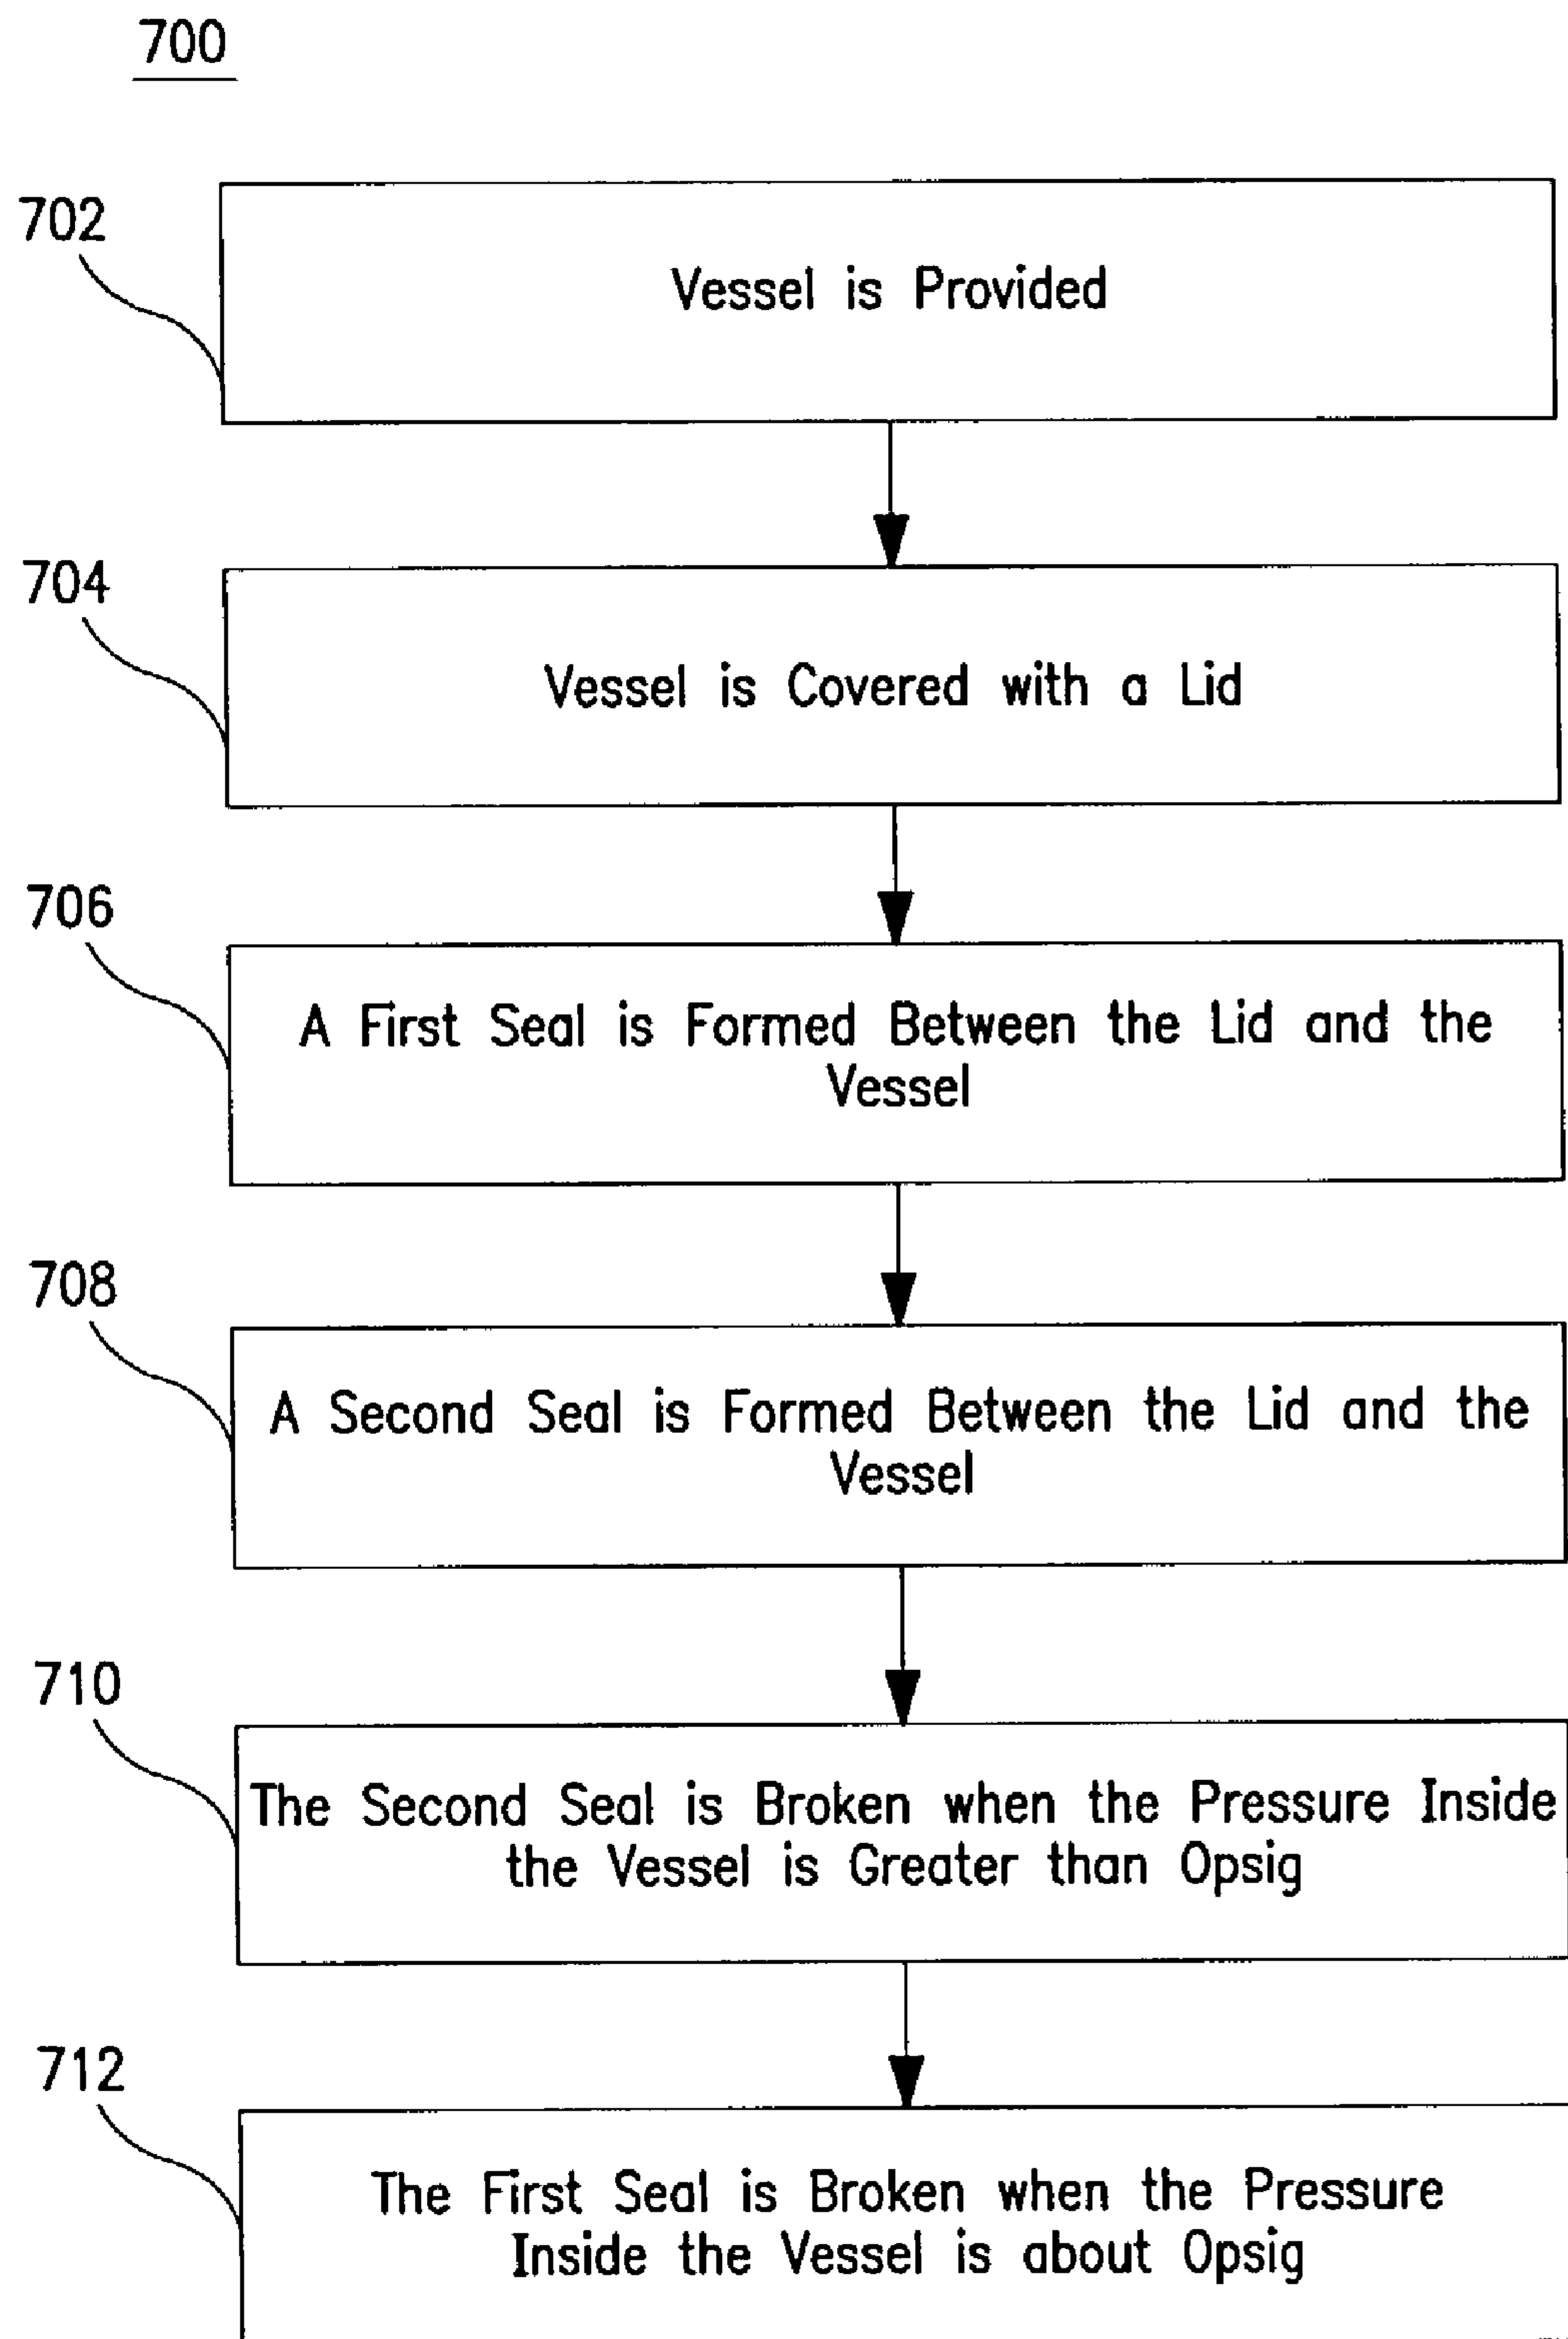 700
702
Vessel is Provided
704
Vessel is Covered with a Lid
706
A First Seal is Formed Between the Lid and the
Vessel
708
A Second Seal is Formed Between the Lid and the
Vessel
710
The Second Seal is Broken when the Pressure Inside
the Vessel is Greater than Opsig
712
The First Seal is Broken when the Pressure
Inside the Vessel is about Opsig